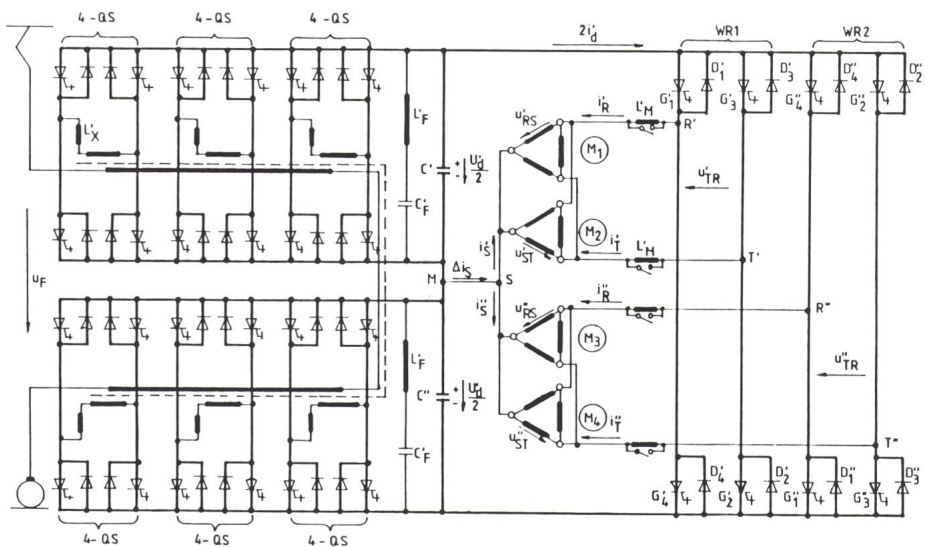 4-QS 4-QS 4-QS
2i'd
WR1 WR2
D'1 D'3 D"4 D"2
G'1 G'3 G"4 G"2
L'X
L'F
C' + - U'd/2
C'F
u'RS i'R L'M R'
M1
u'TR
M2
i'S u'ST i'T L'M T'
uF
M ΔiS S
i"S u"RS i"R R"
M3
u"TR
L'F
C" + - U"d/2
M4
u"ST i"T T"
C'F
D'4 D'2 D"1 D"3
G'4 G'2 G"1 G"3
4-QS 4-QS 4-QS